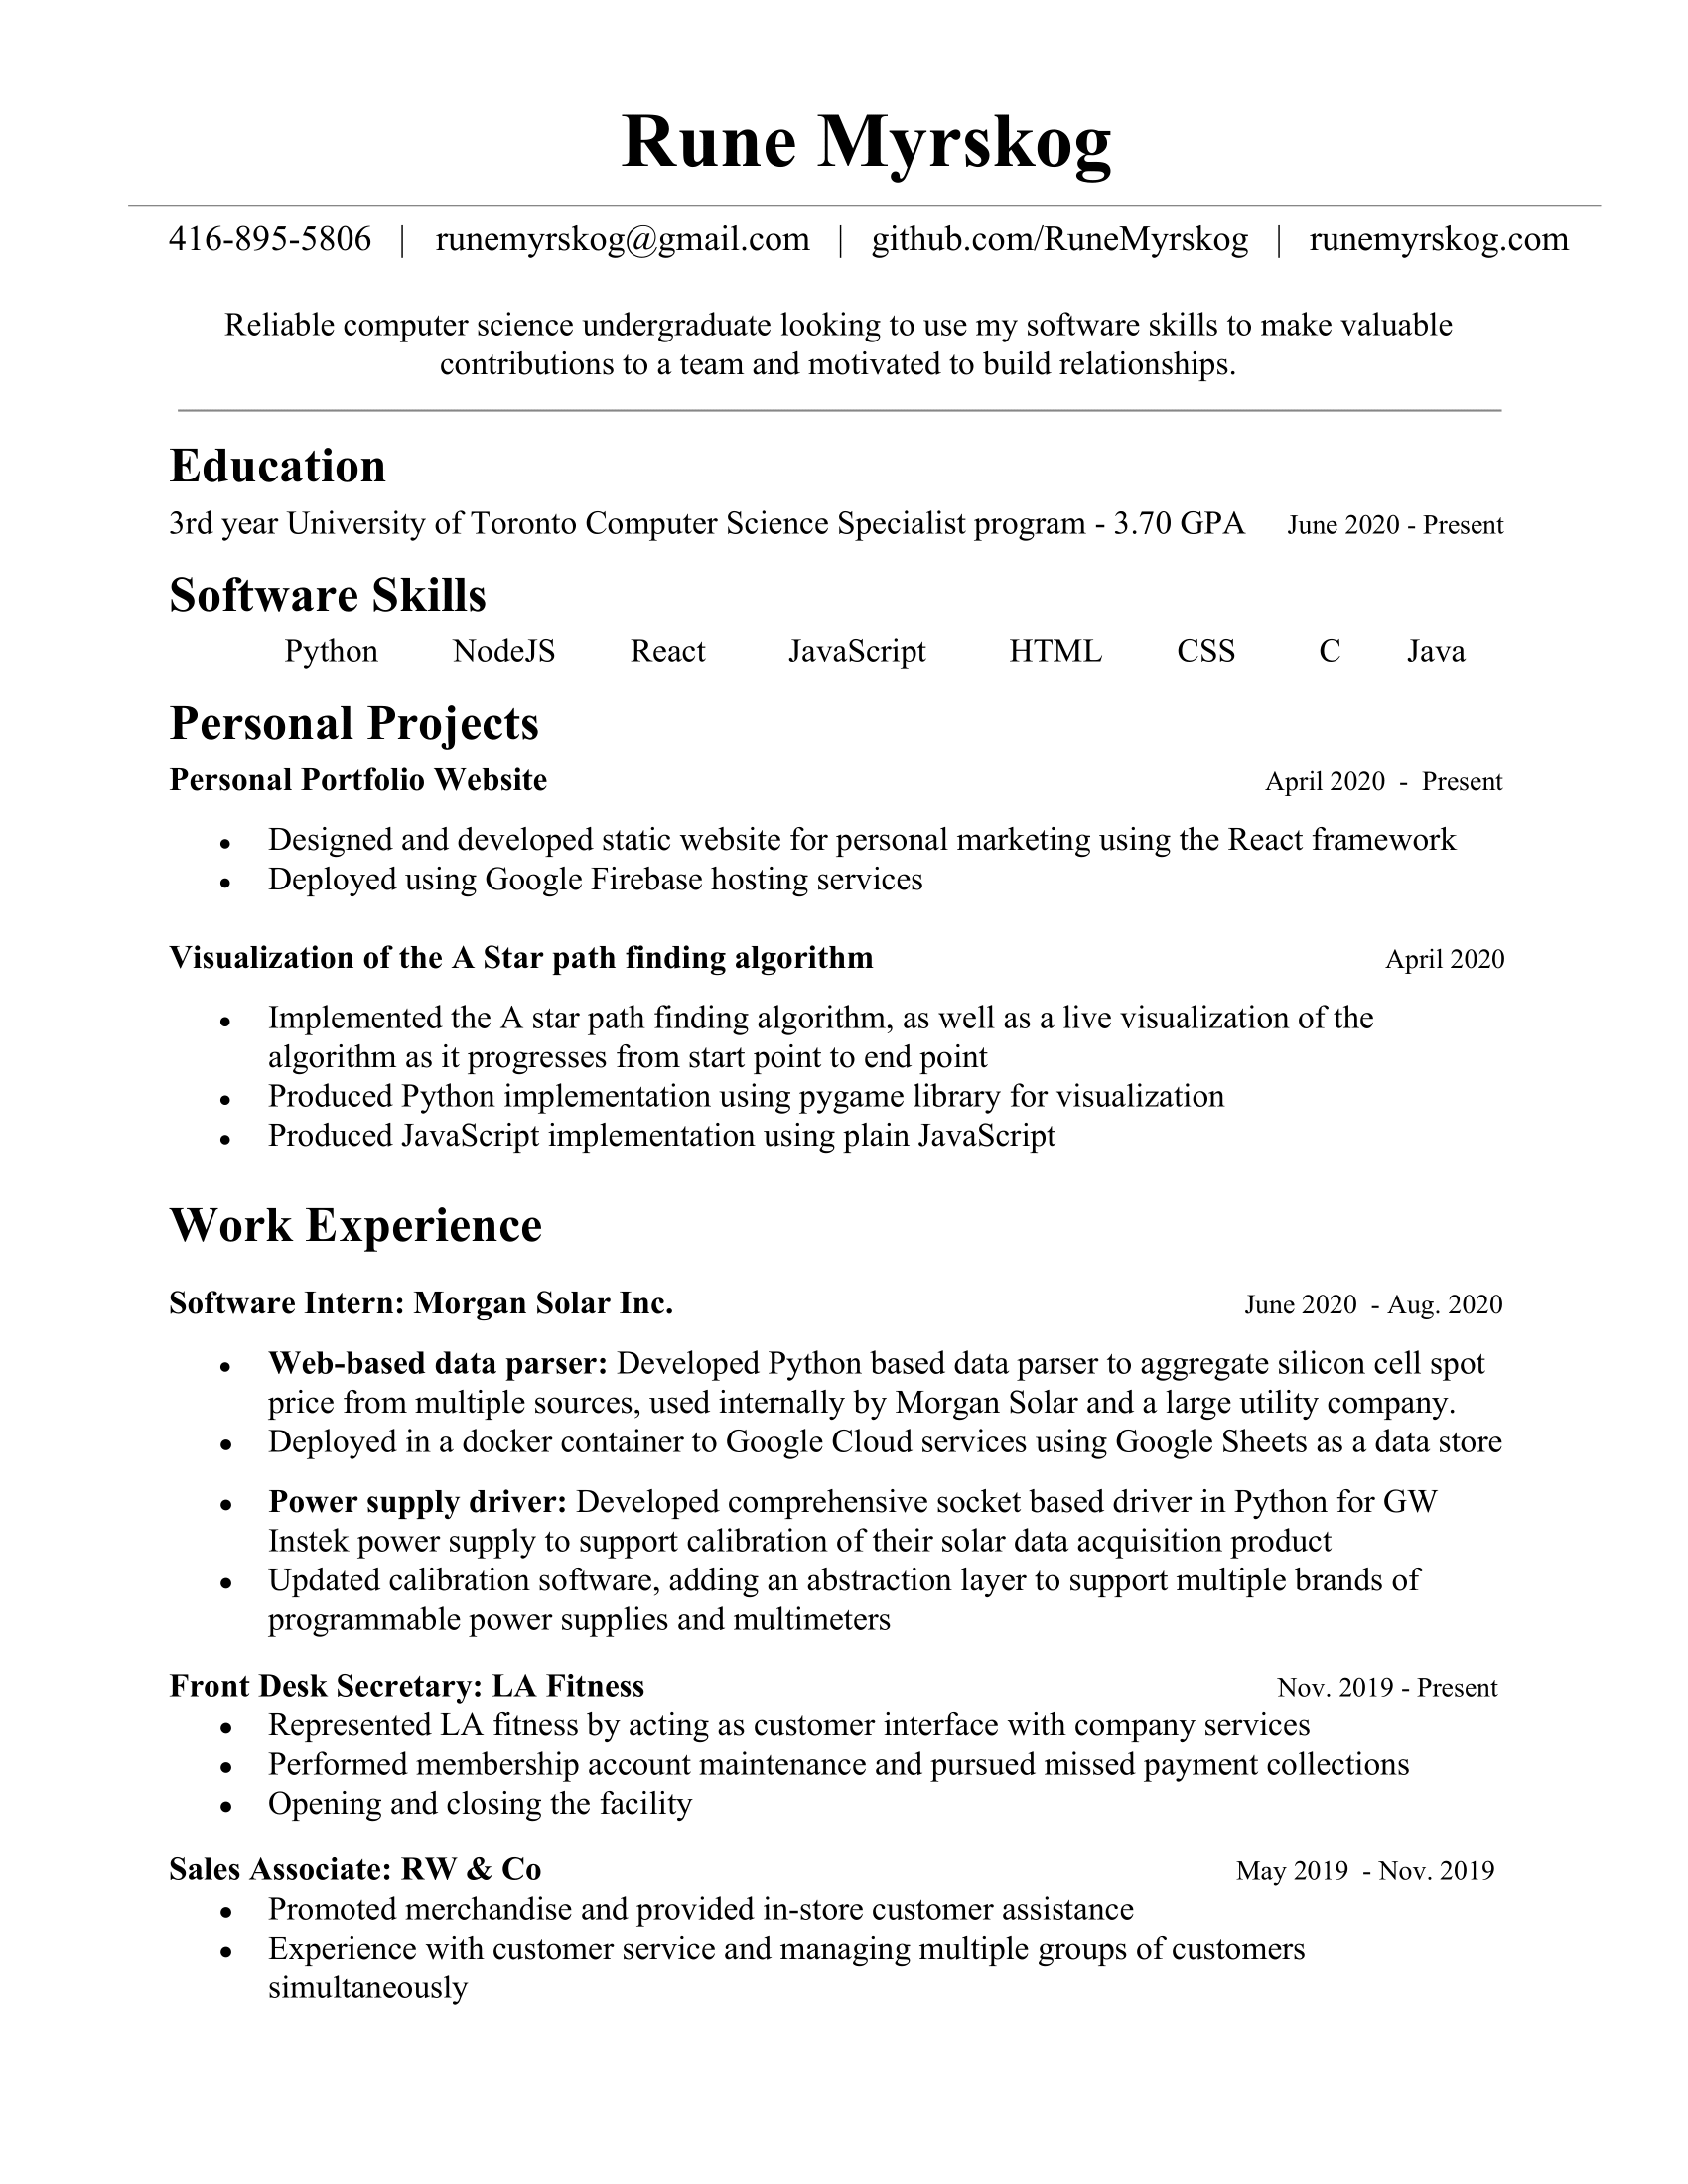 Rune Myrskog
416-895-5806 | runemyrskog@gmail.com | github.com/RuneMyrskog | runemyrskog.com
Reliable computer science undergraduate looking to use my software skills to make valuable
contributions to a team and motivated to build relationships.
Education
3rd year University of Toronto Computer Science Specialist program - 3.70 GPA June 2020 - Present
Software Skills
Python NodeJS React JavaScript HTML CSS C Java
Personal Projects
Personal Portfolio Website April 2020 - Present
● Designed and developed static website for personal marketing using the React framework
● Deployed using Google Firebase hosting services
Visualization of the A Star path finding algorithm April 2020
● Implemented the A star path finding algorithm, as well as a live visualization of the
algorithm as it progresses from start point to end point
● Produced Python implementation using pygame library for visualization
● Produced JavaScript implementation using plain JavaScript
Work Experience
Software Intern: Morgan Solar Inc. June 2020 - Aug. 2020
● Web-based data parser: Developed Python based data parser to aggregate silicon cell spot
price from multiple sources, used internally by Morgan Solar and a large utility company.
● Deployed in a docker container to Google Cloud services using Google Sheets as a data store
● Power supply driver: Developed comprehensive socket based driver in Python for GW
Instek power supply to support calibration of their solar data acquisition product
● Updated calibration software, adding an abstraction layer to support multiple brands of
programmable power supplies and multimeters
Front Desk Secretary: LA Fitness Nov. 2019 - Present
● Represented LA fitness by acting as customer interface with company services
● Performed membership account maintenance and pursued missed payment collections
● Opening and closing the facility
Sales Associate: RW & Co May 2019 - Nov. 2019
● Promoted merchandise and provided in-store customer assistance
● Experience with customer service and managing multiple groups of customers
simultaneously